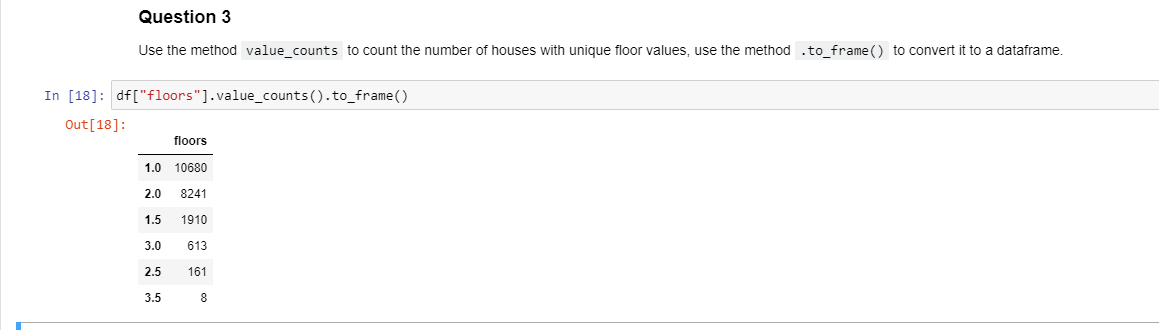 Question 3
Use the method value_counts to count the number of houses with unique floor values, use the method .to_frame() to convert it to a dataframe.
In [18]: df["floors"].value_counts().to_frame()
Out[18]:
floors
1.0 10680
2.0 8241
1.5 1910
3.0 613
2.5 161
3.5 8